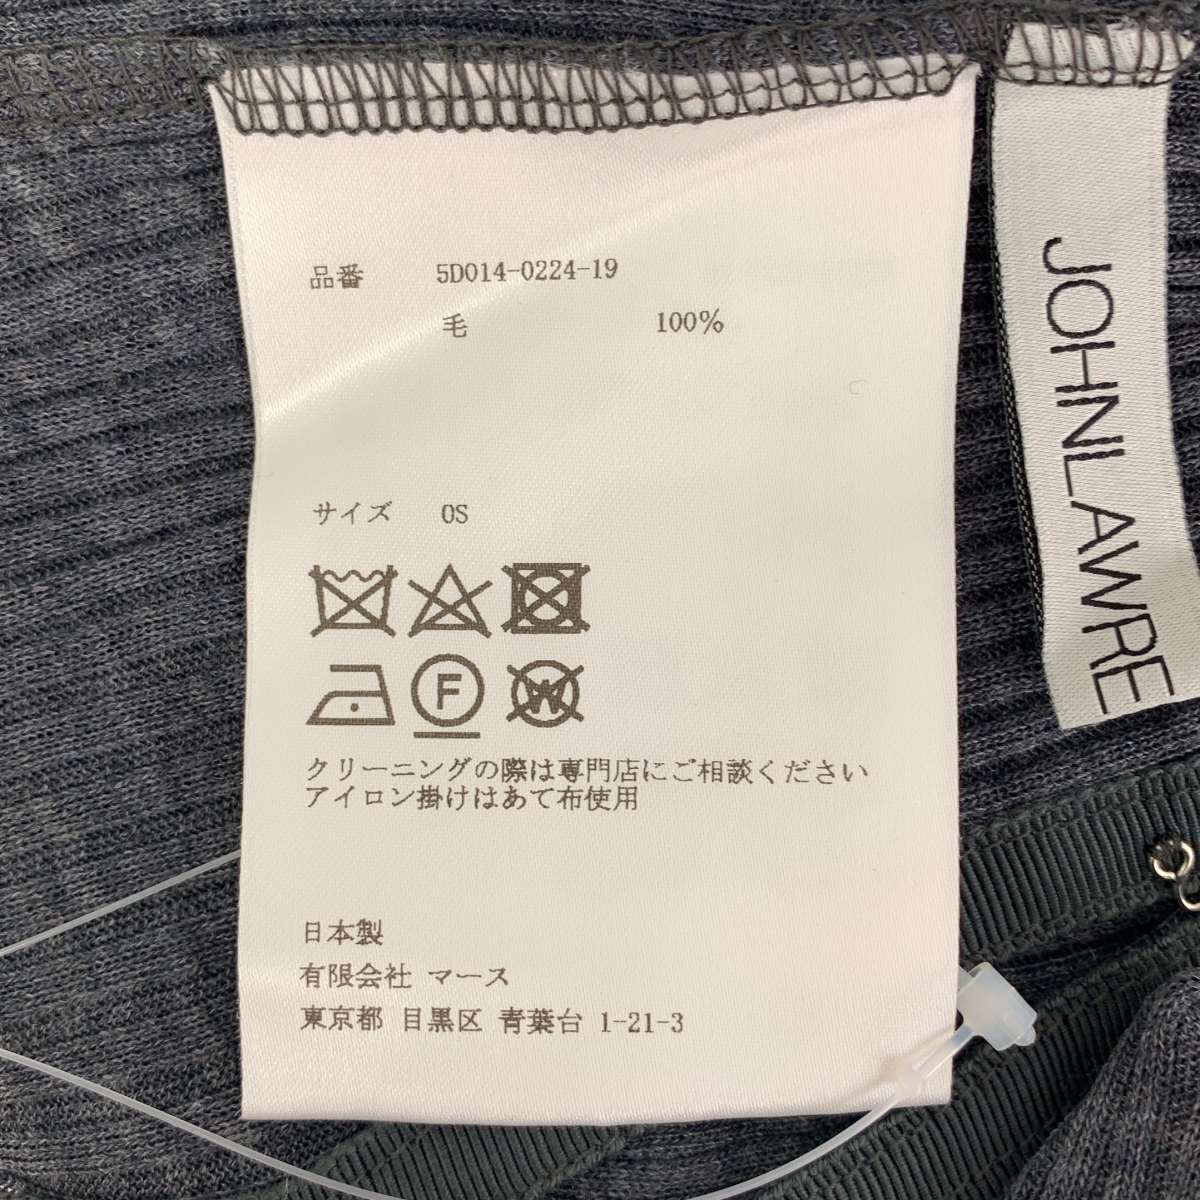 品番 5D014-0224-19
毛 100%
サイズ 0S
F
W
クリーニングの際は専門店にご相談ください
アイロン掛けはあて布使用
日本製
有限会社 マース
東京都 目黒区 青葉台 1-21-3
JOHNLAWRE